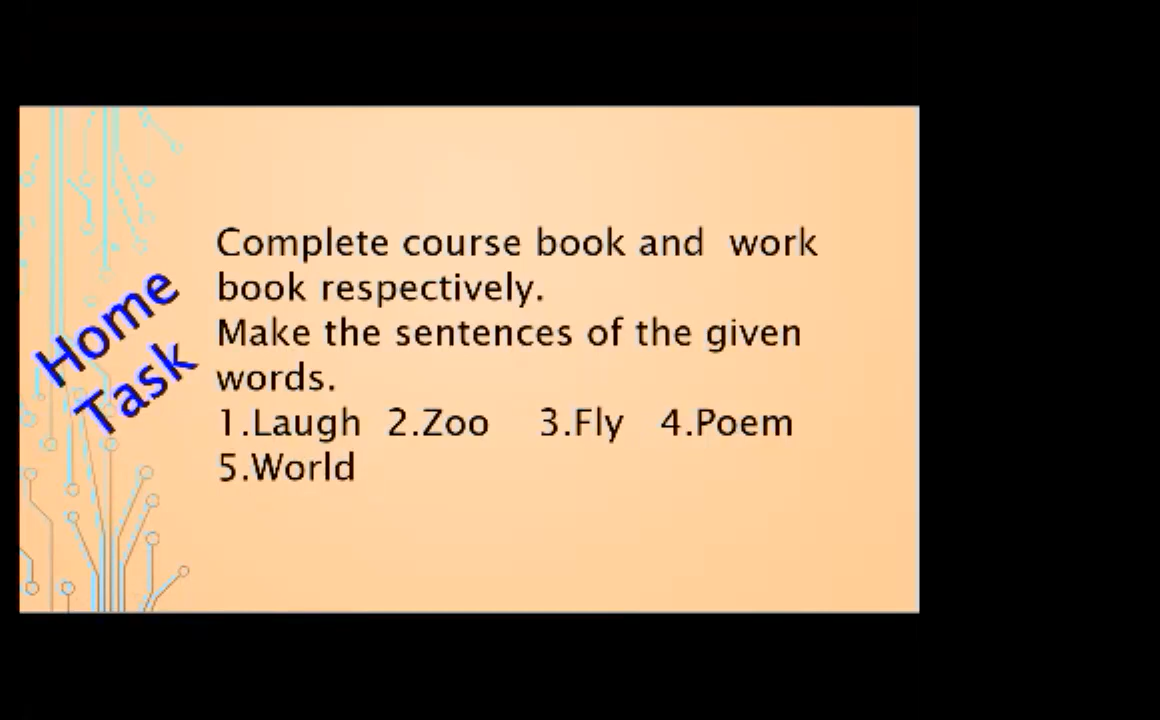 Home
Task
Complete course book and work
book respectively.
Make the sentences of the given
words.
1.Laugh 2.Zoo 3.Fly 4.Poem
5.World